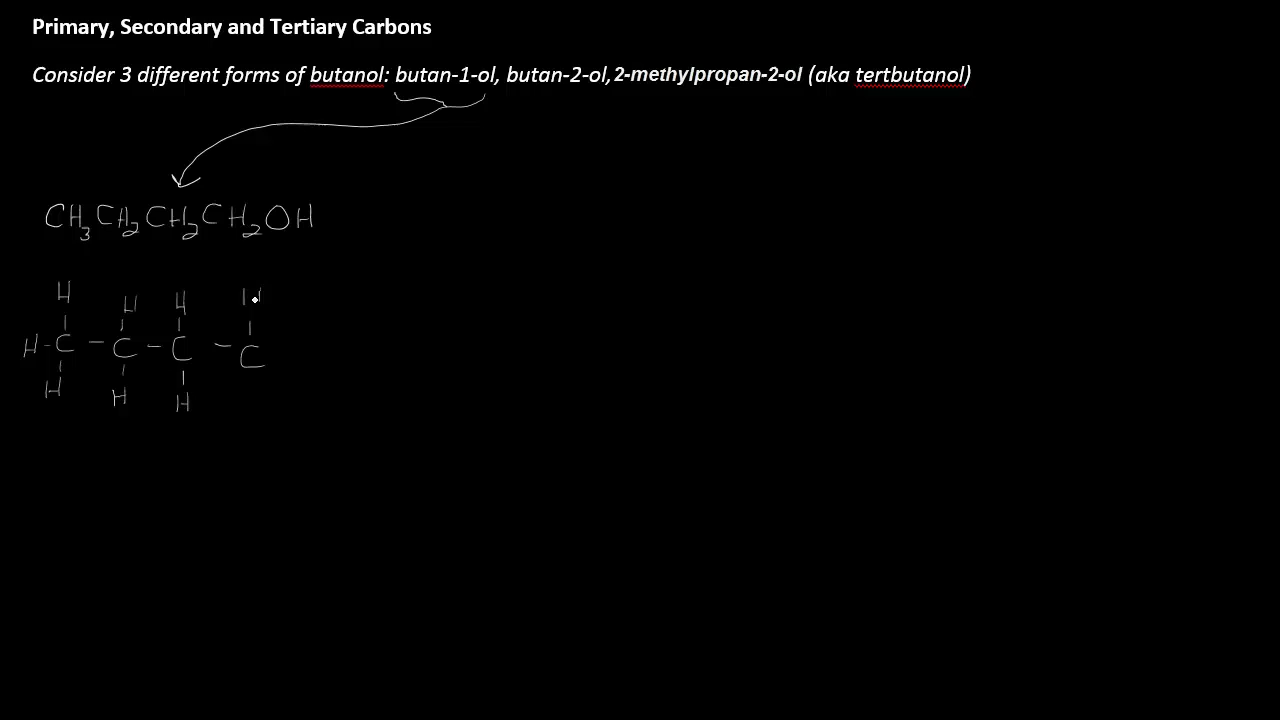 Primary, Secondary and Tertiary Carbons
Consider 3 different forms of butanol: butan-1-ol, butan-2-ol, 2-methylpropan-2-ol (aka tertbutanol)
CH3CH2CH2CH2OH
H H H H
H - C - C - C - C
H H H